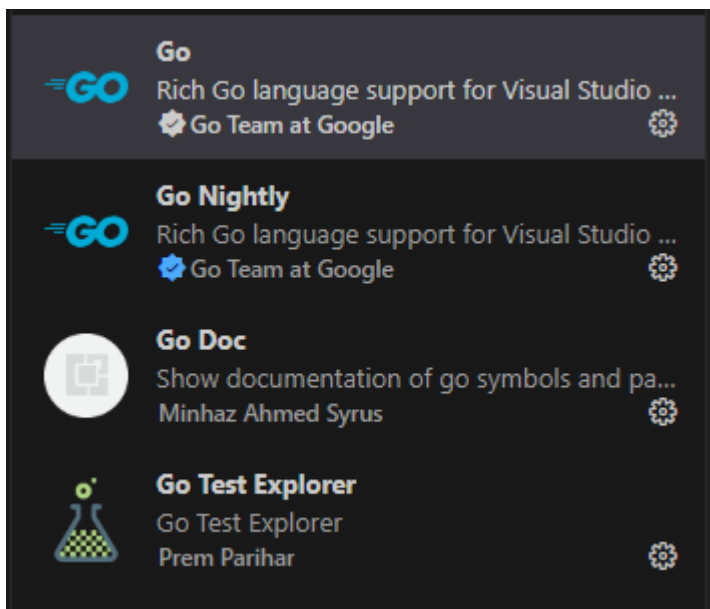 Go
GO
Rich Go language support for Visual Studio ...
Go Team at Google
Go Nightly
GO
Rich Go language support for Visual Studio ...
Go Team at Google
Go Doc
Show documentation of go symbols and pa...
Minhaz Ahmed Syrus
Go Test Explorer
Go Test Explorer
Prem Parihar